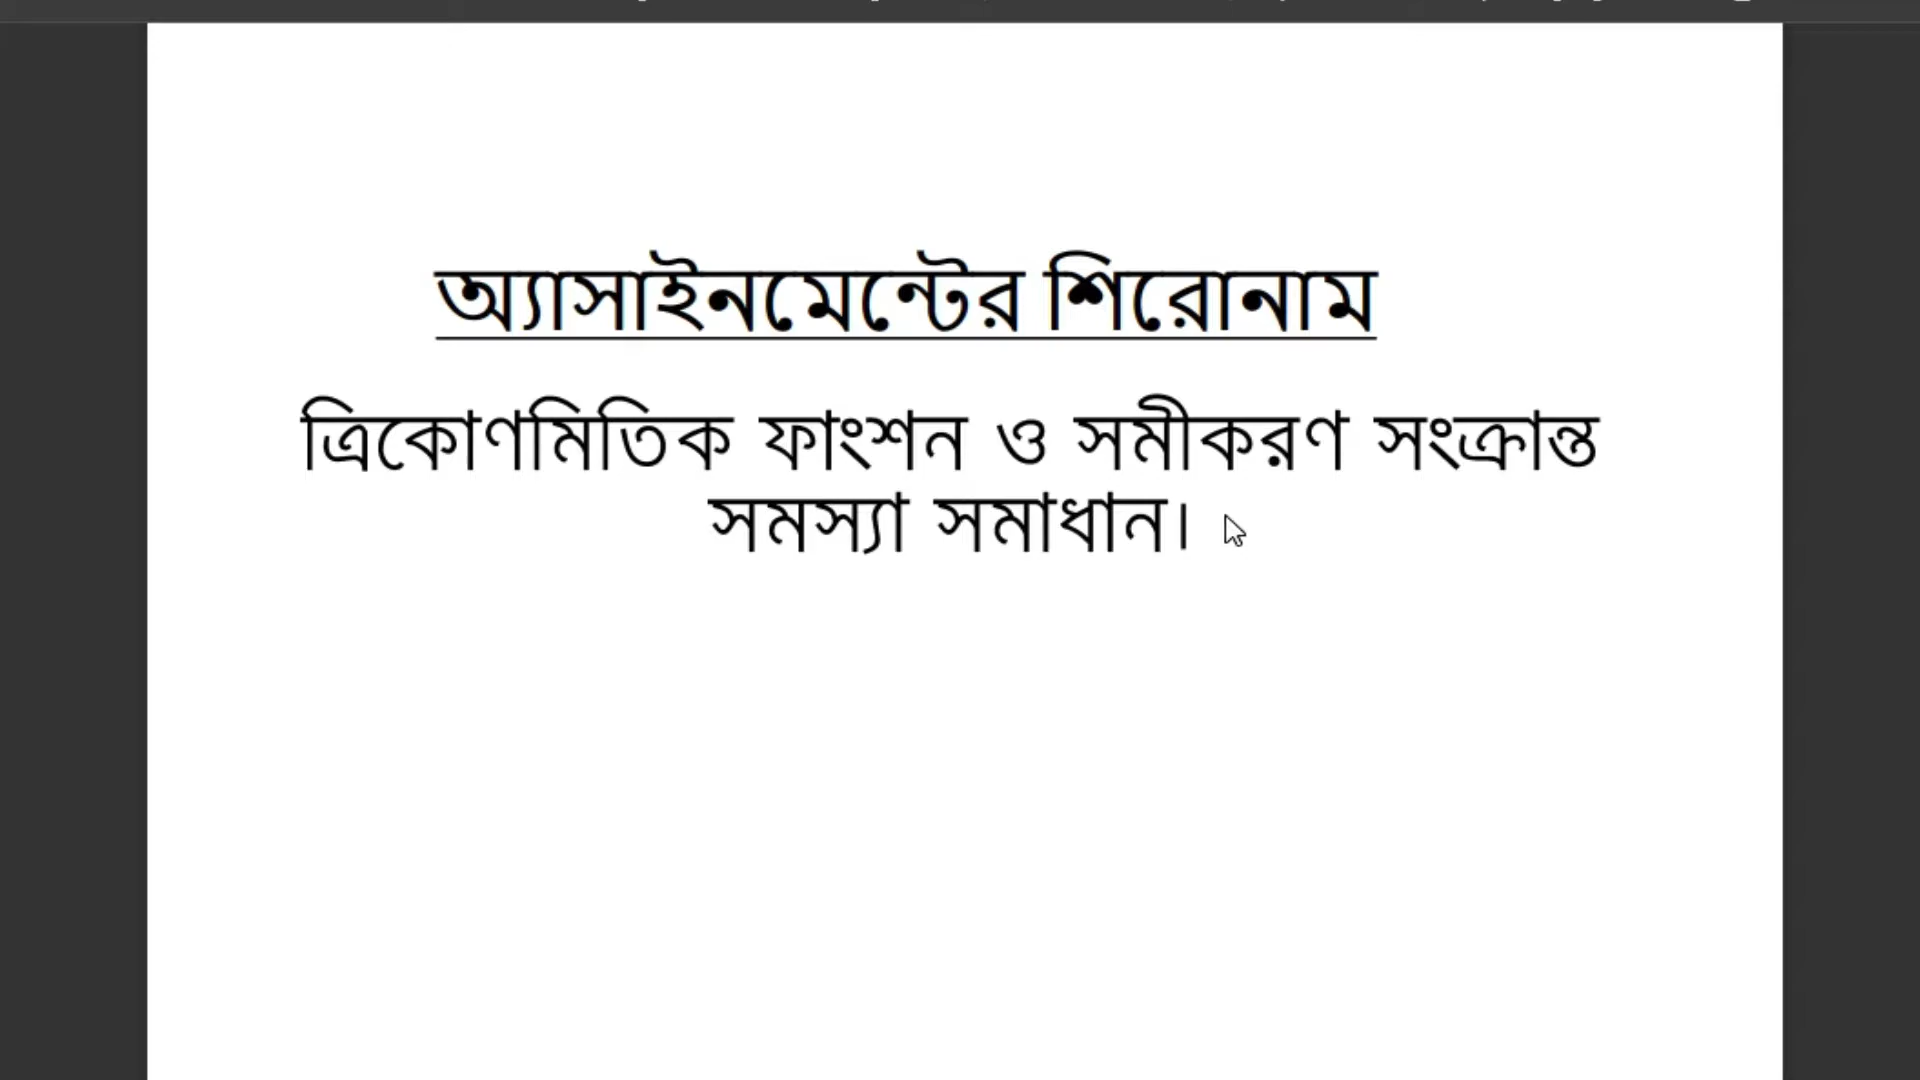 অ্যাসাইনমেন্টের শিরোনাম
ত্রিকোণমিতিক ফাংশন ও সমীকরণ সংক্রান্ত
সমস্যা সমাধান।